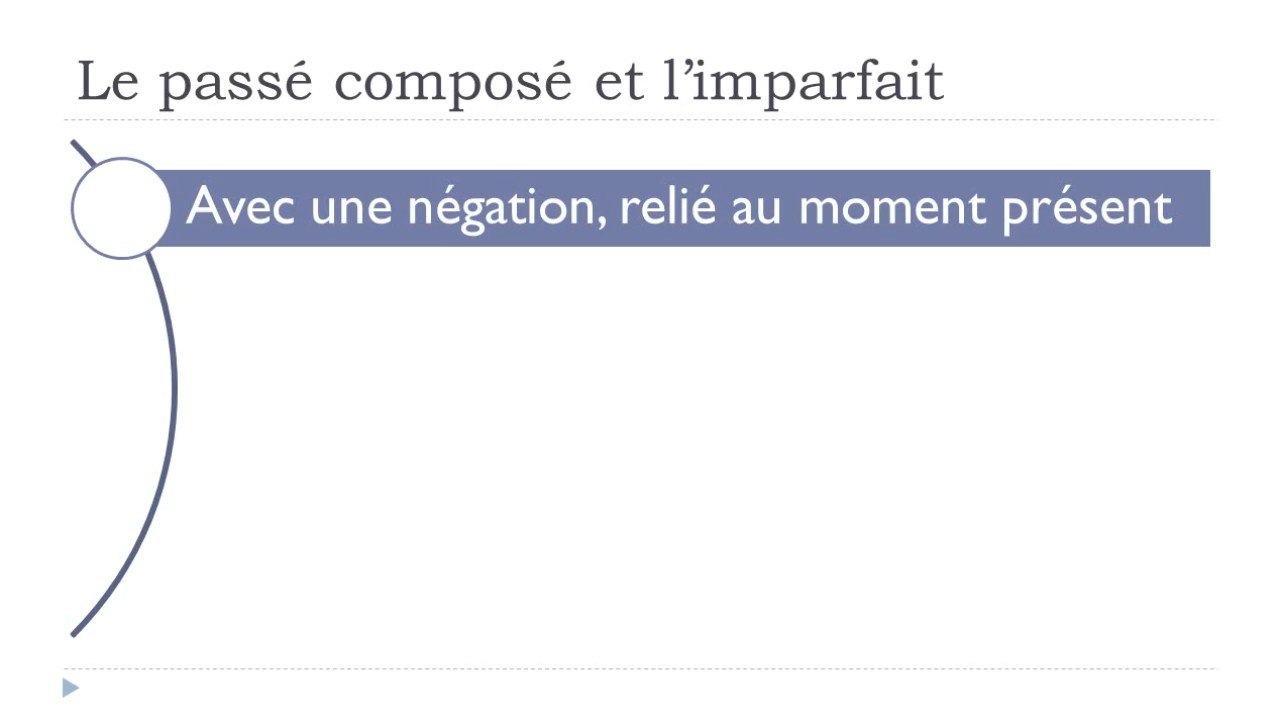 Le passé composé et l’imparfait
Avec une négation, relié au moment présent